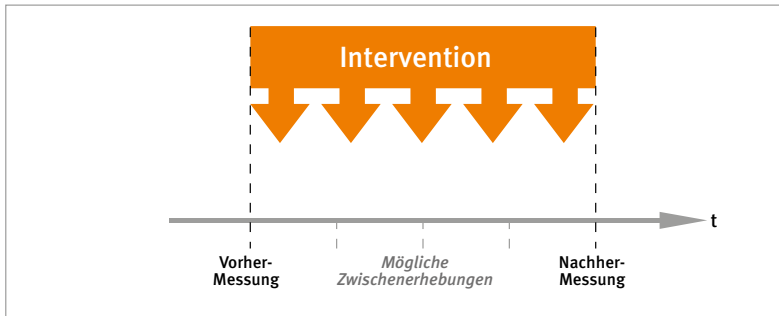 Intervention
t
Vorher-
Messung
Mögliche
Zwischenerhebungen
Nachher-
Messung